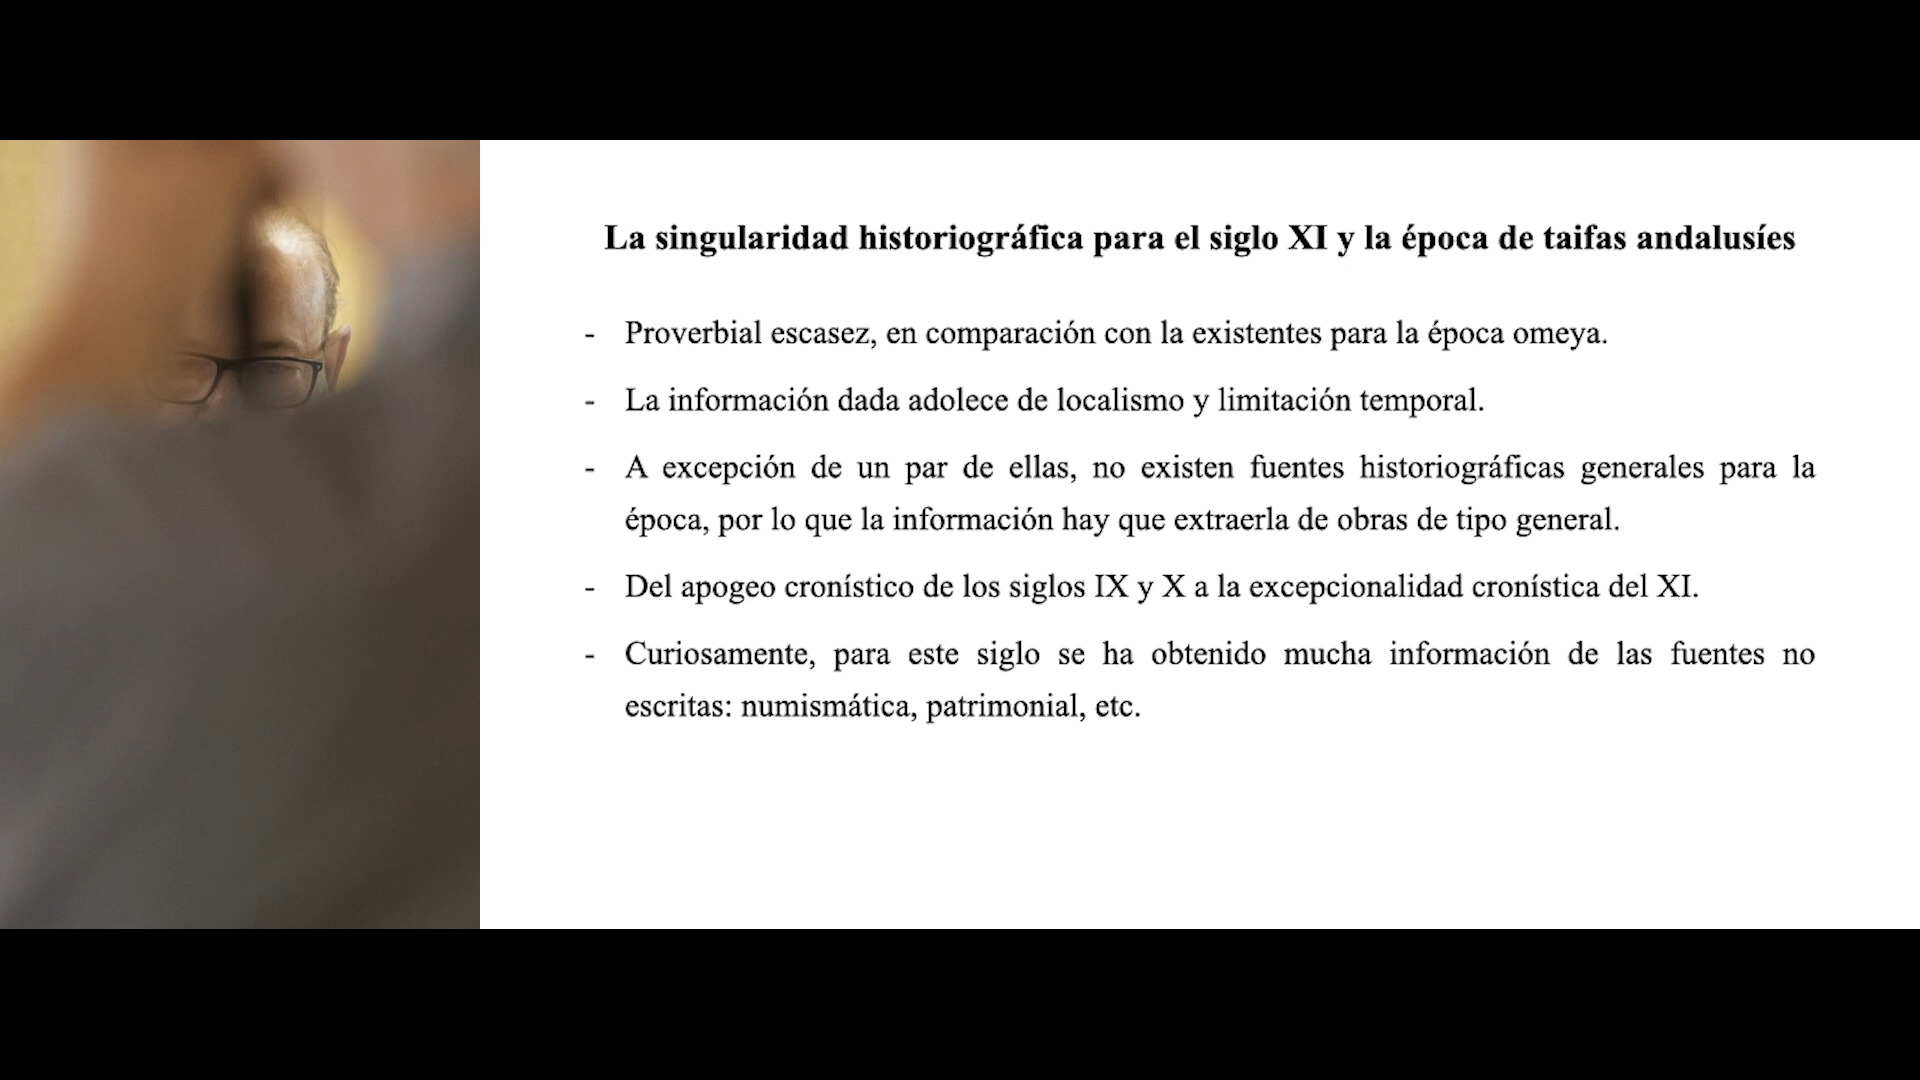 La singularidad historiográfica para el siglo XI y la época de taifas andalusíes
- Proverbial escasez, en comparación con la existentes para la época omeya.
- La información dada adolece de localismo y limitación temporal.
- A excepción de un par de ellas, no existen fuentes historiográficas generales para la
época, por lo que la información hay que extraerla de obras de tipo general.
- Del apogeo cronístico de los siglos IX y X a la excepcionalidad cronística del XI.
- Curiosamente, para este siglo se ha obtenido mucha información de las fuentes no
escritas: numismática, patrimonial, etc.